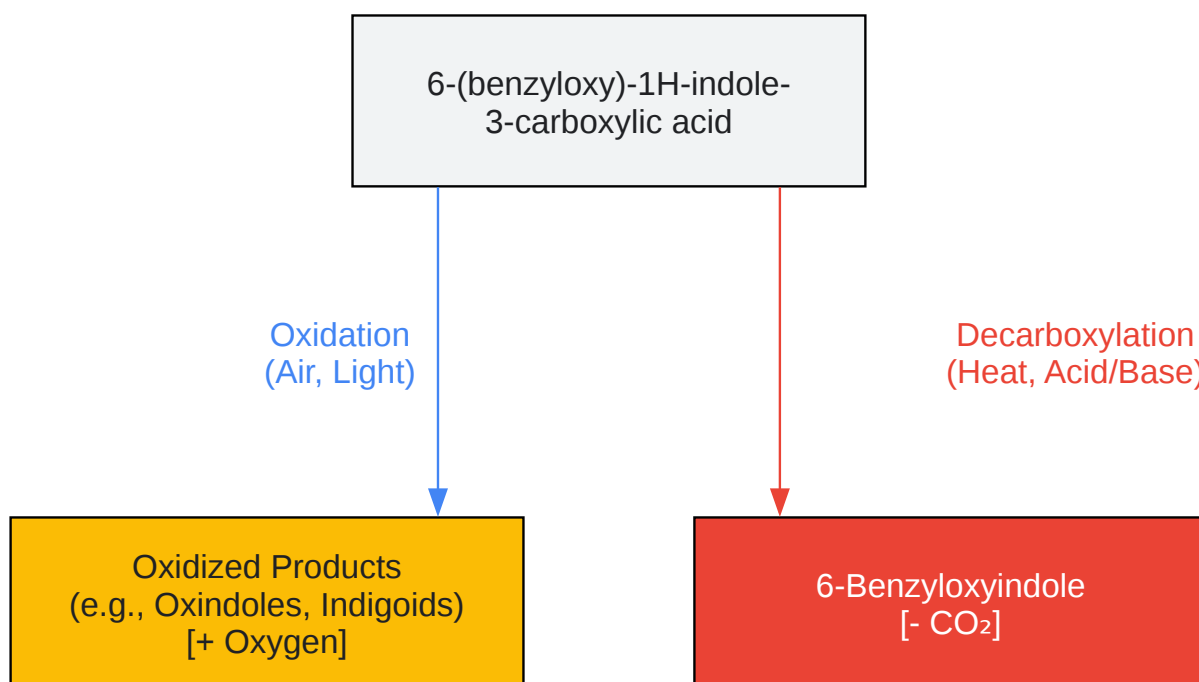 6-(benzyloxy)-1H-indole-
3-carboxylic acid
Oxidation
(Air, Light)
Decarboxylation
(Heat, Acid/Base)
Oxidized Products
(e.g., Oxindoles, Indigoids)
[+ Oxygen]
6-Benzyloxyindole
[- CO₂]